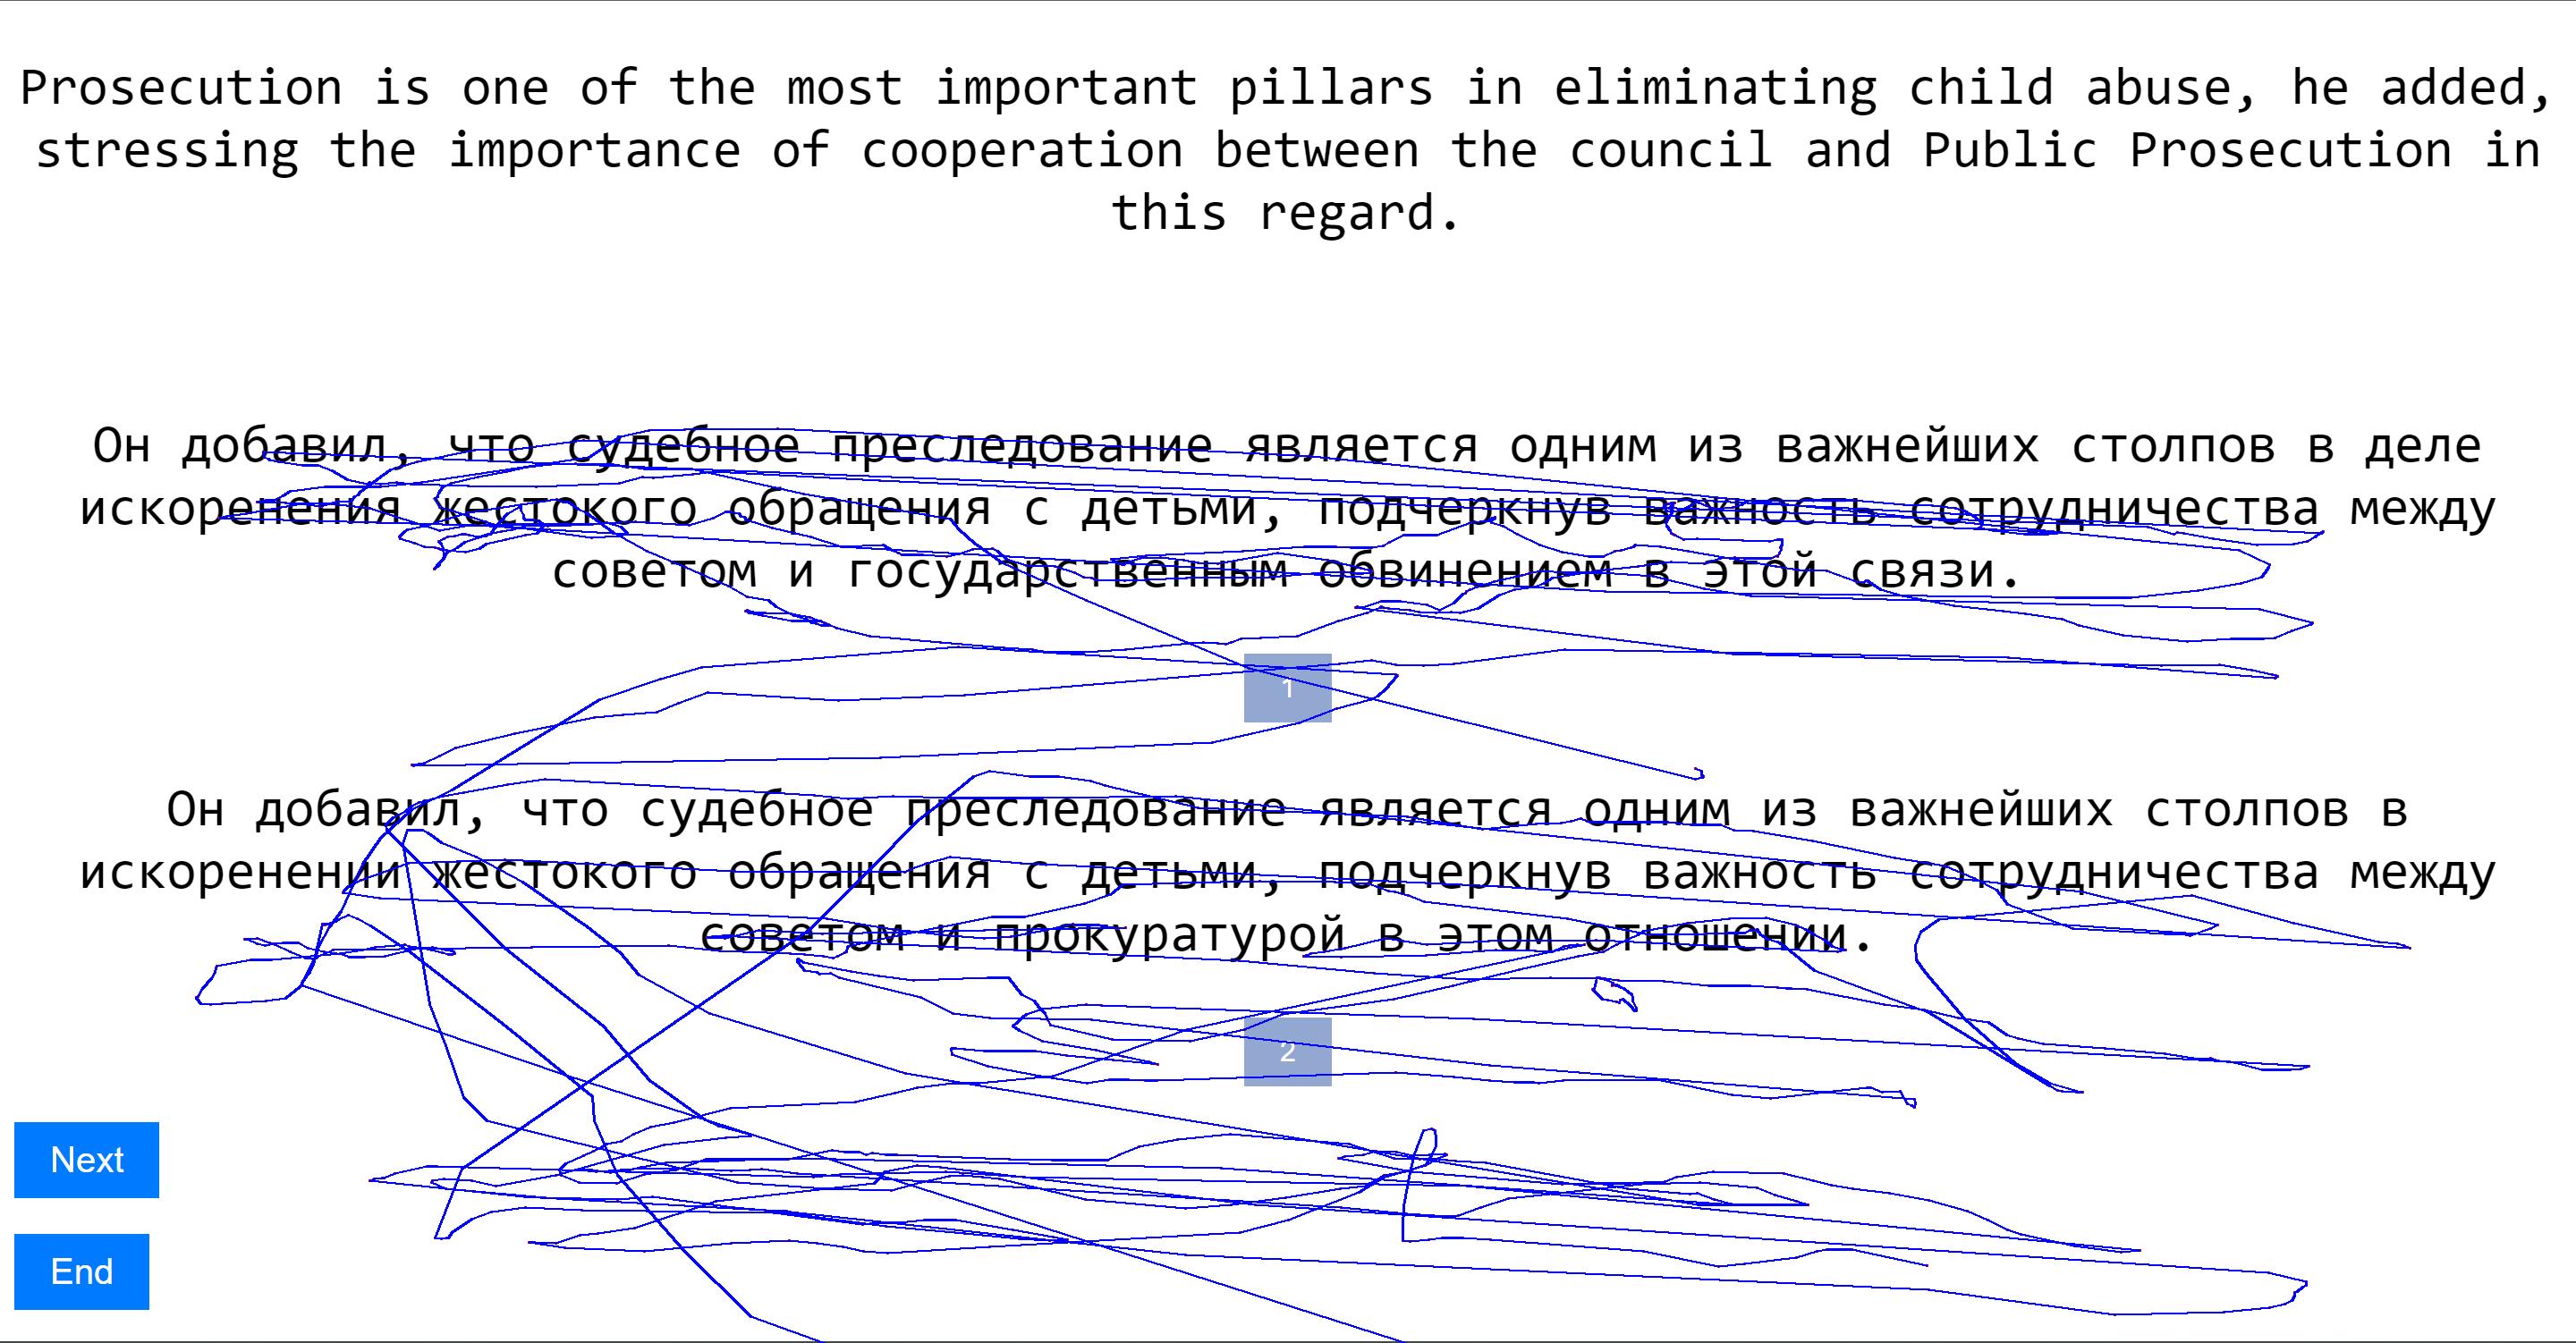 Prosecution is one of the most important pillars in eliminating child abuse, he added,
stressing the importance of cooperation between the council and Public Prosecution in
this regard.
Он добавил, что судебное преследование является одним из важнейших столпов в деле
искоренения жестокого обращения с детьми, подчеркнув важность сотрудничества между
советом и государственным обвинением в этой связи.
1
Он добавил, что судебное преследование является одним из важнейших столпов в
искоренении жестокого обращения с детьми, подчеркнув важность сотрудничества между
советом и прокуратурой в этом отношении.
2
Next
End